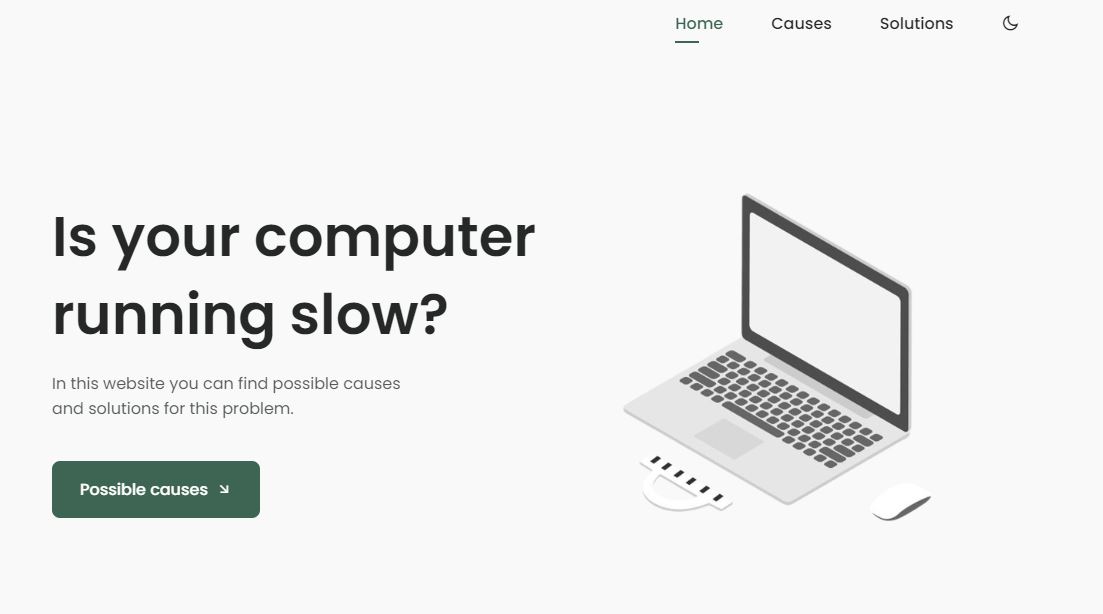 Home Causes Solutions
Is your computer
running slow?
In this website you can find possible causes
and solutions for this problem.
Possible causes